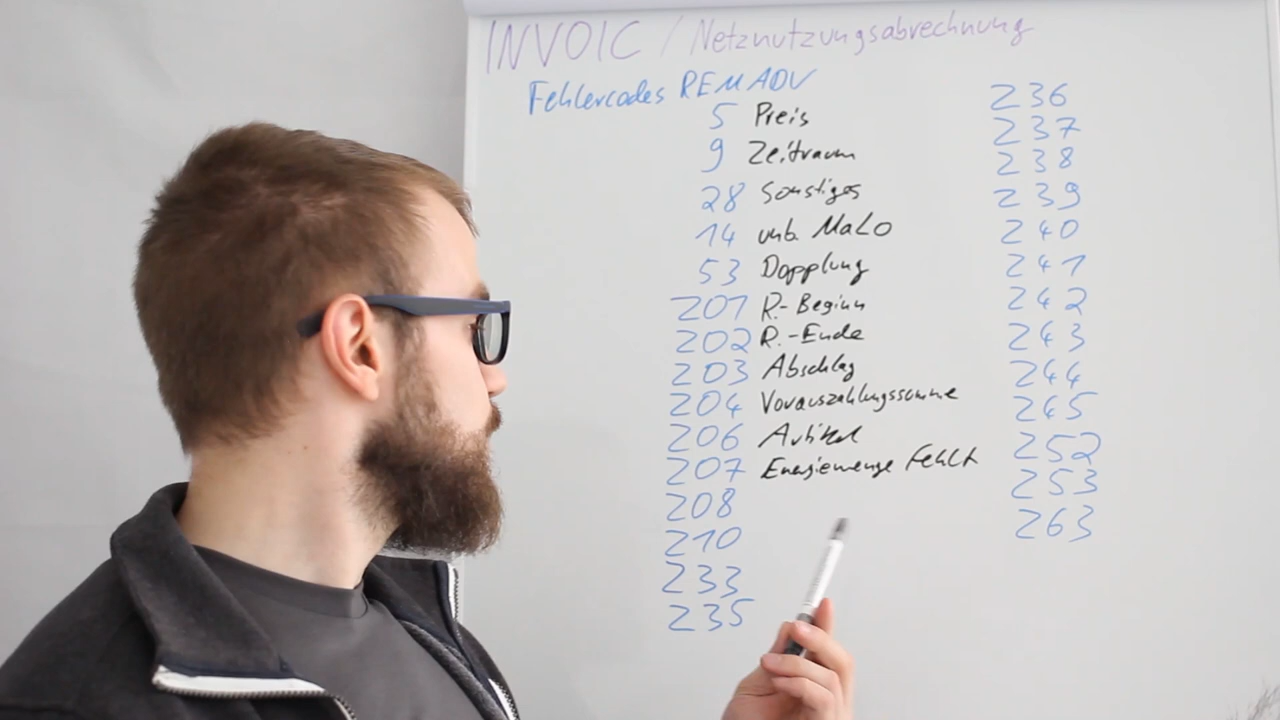 INVOIC / Netznutzungsabrechnung
Fehlercodes REMADV
5 Preis
9 Zeitraum
28 Sonstiges
14 unb. MaLo
53 Dopplung
Z01 R.-Beginn
Z02 R.-Ende
Z03 Abschlag
Z04 Vorauszahlungssumme
Z06 Artikel
Z07 Energiemenge fehlt
Z08
Z10
Z33
Z35
Z36
Z37
Z38
Z39
Z40
Z41
Z42
Z43
Z44
Z45
Z52
Z53
Z63